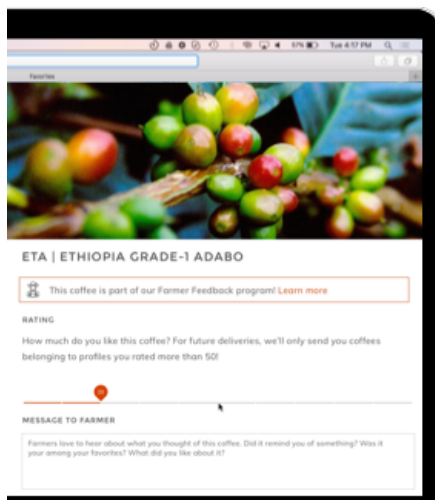 Tue 4:17 PM
Favorites
ETA | ETHIOPIA GRADE-1 ADABO
This coffee is part of our Farmer Feedback program! Learn more
RATING
How much do you like this coffee? For future deliveries, we'll only send you coffees
belonging to profiles you rated more than 50!
MESSAGE TO FARMER
Farmers love to hear about what you thought of this coffee. Did it remind you of something? Was it
your among your favorites? What did you like about it?